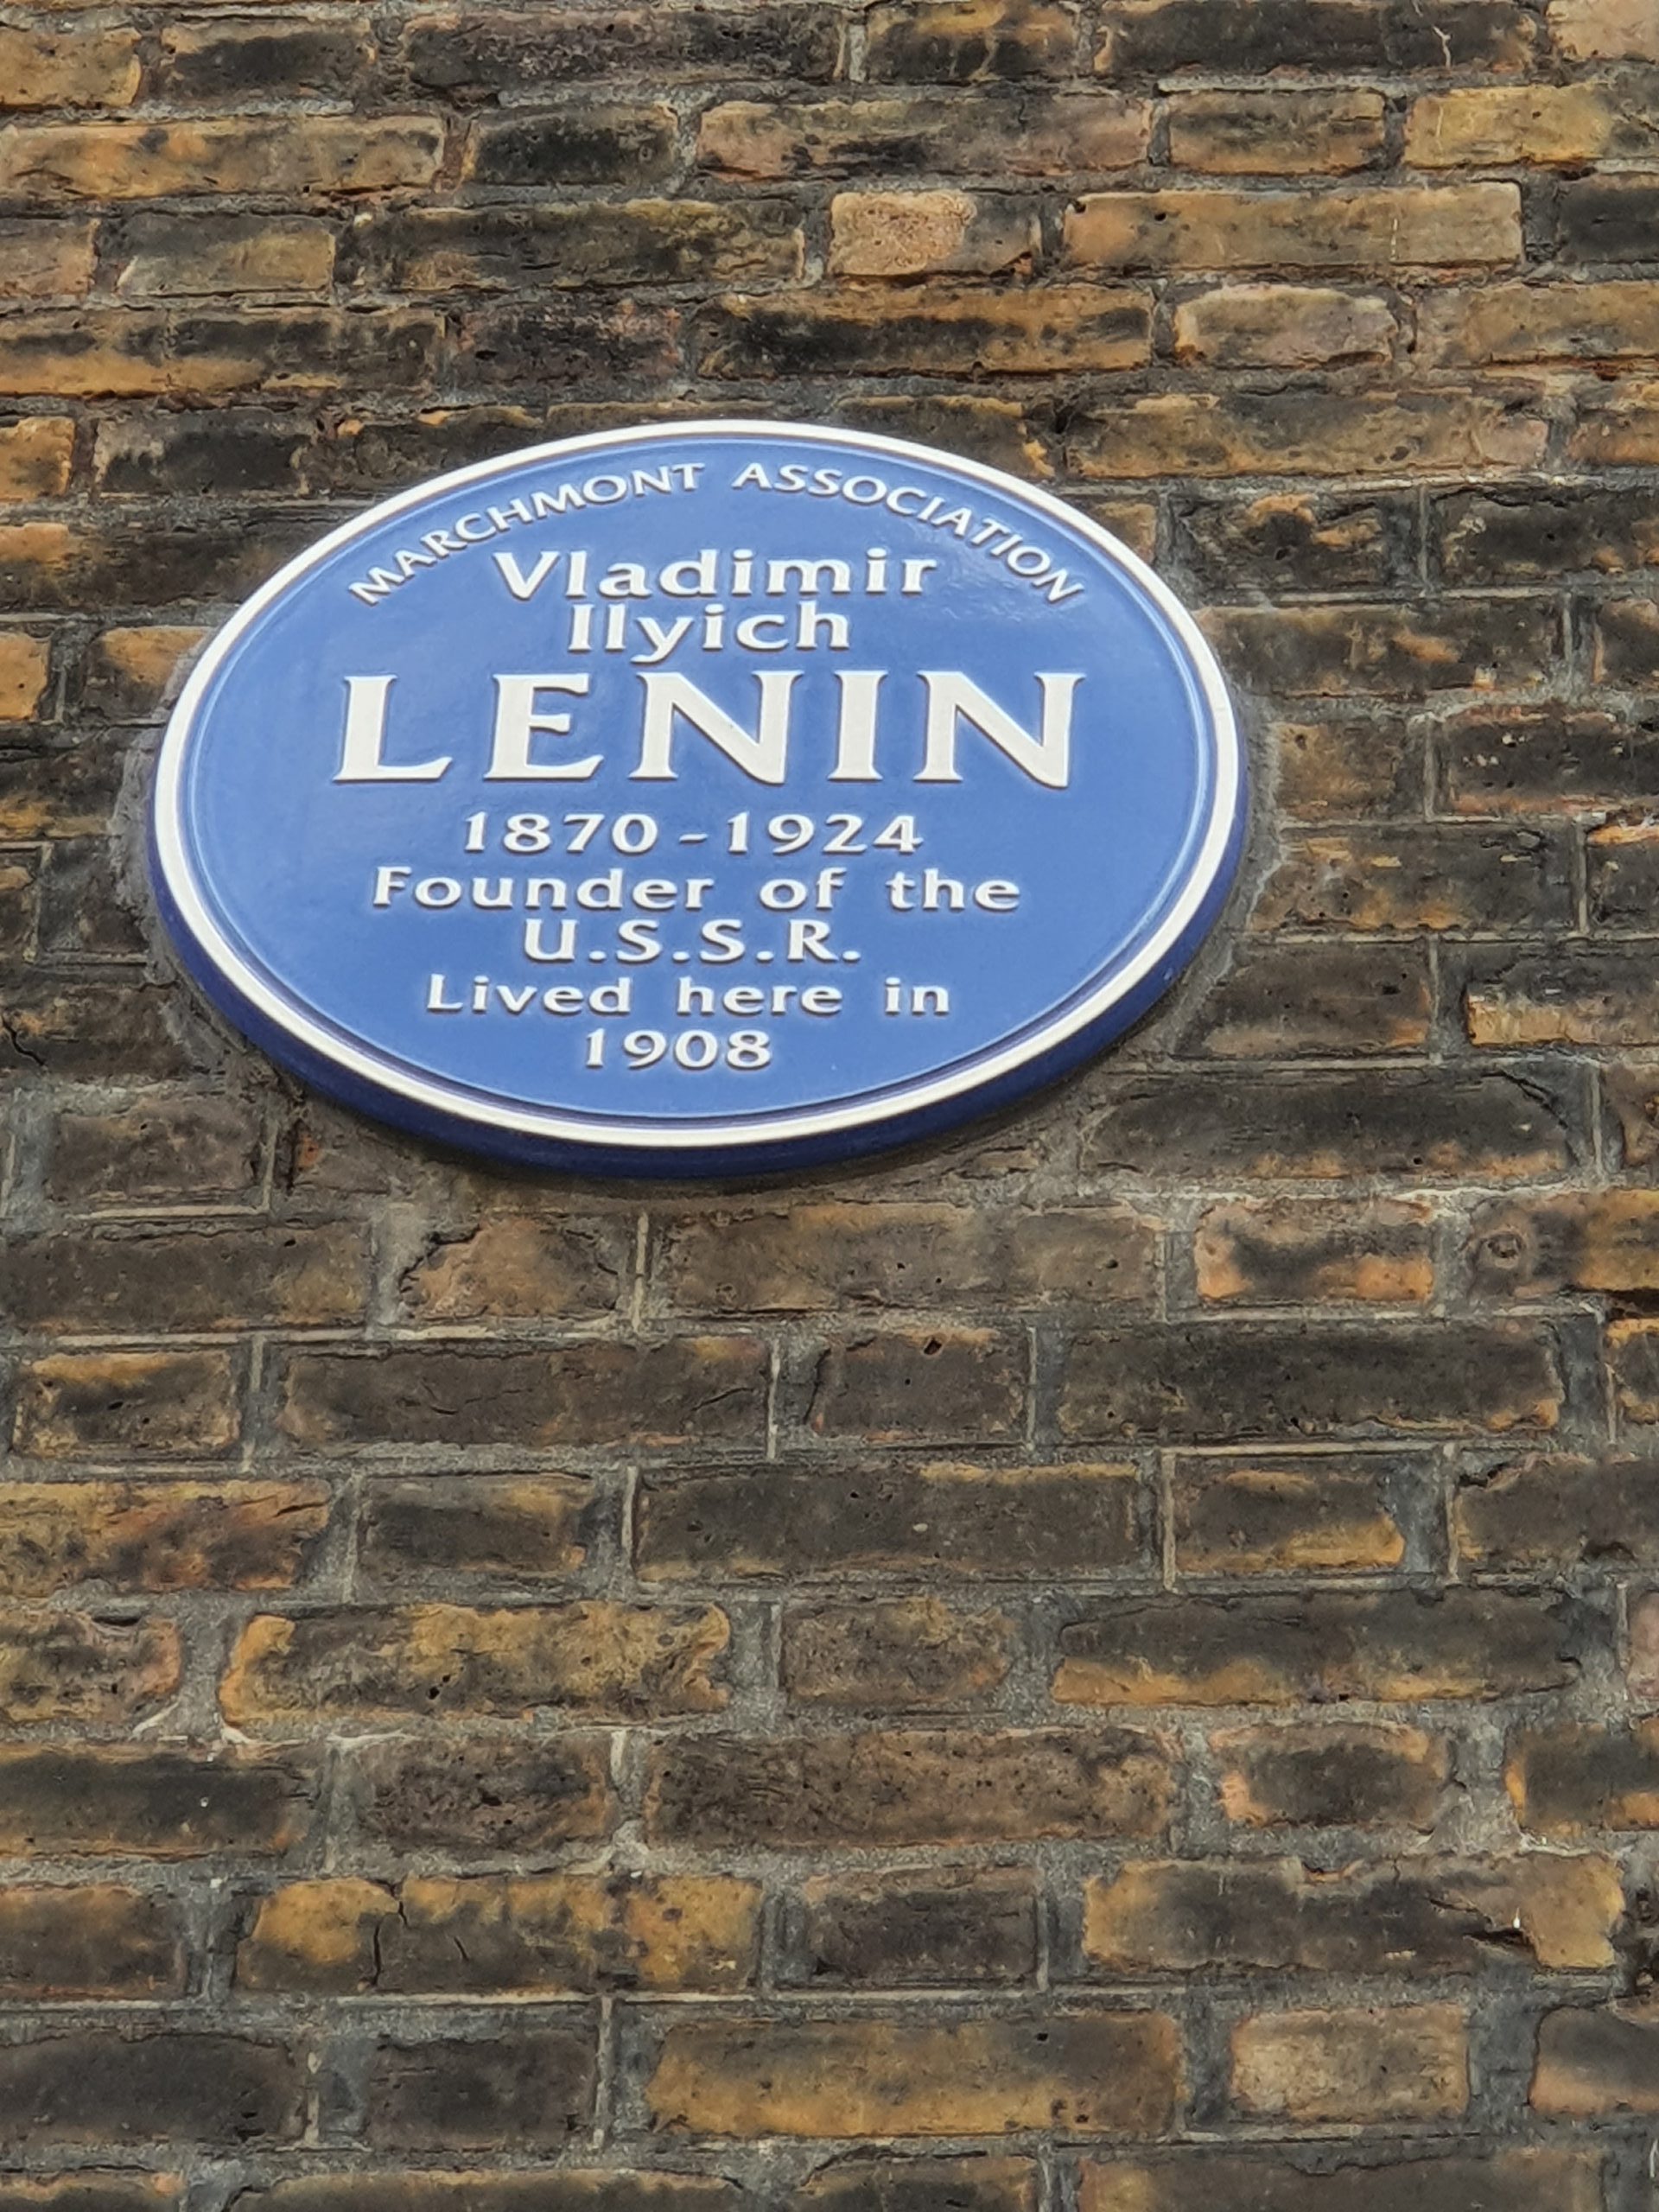 MARCHMONT ASSOCIATION
Vladimir
Ilyich
LENIN
1870-1924
Founder of the
U.S.S.R.
Lived here in
1908